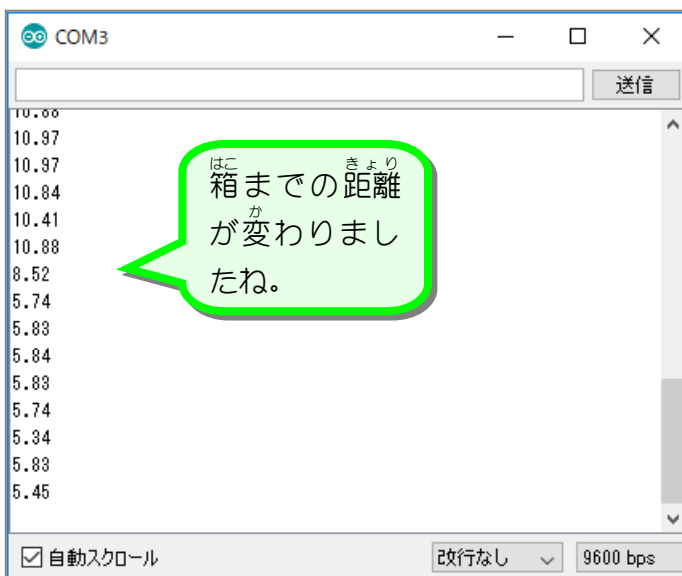 COM3
送信
10.88
10.97
10.97
10.84
10.41
10.88
8.52
5.74
5.83
5.84
5.83
5.74
5.34
5.83
5.45
はこ きょり
箱までの距離
か
が変わりまし
たね。
自動スクロール
改行なし
9600 bps